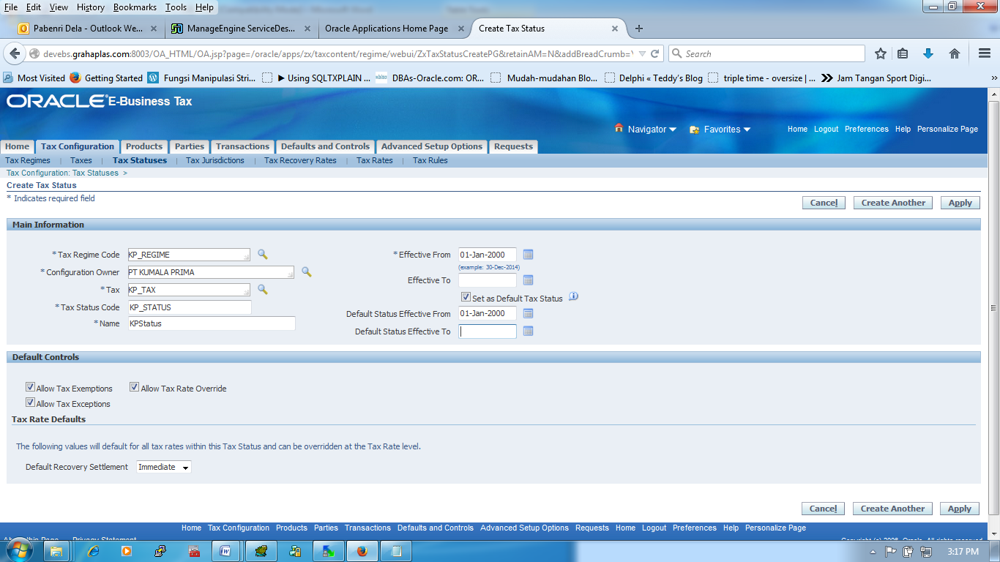 File Edit View History Bookmarks Tools Help
Pabenri Dela - Outlook We... × ManageEngine ServiceDes... × Oracle Applications Home Page × Create Tax Status × +
devebs.grahaplas.com:8003/OA_HTML/OA.jsp?page=/oracle/apps/zx/taxcontent/regime/webui/ZxTaxStatusCreatePG&retainAM=N&addBreadCrumb= Search
Most Visited Getting Started Fungsi Manipulasi Stri... Using SQLTXPLAIN ... DBAs-Oracle.com: OR... Mudah-mudahan Blo... Delphi « Teddy's Blog triple time - oversize | ... Jam Tangan Sport Digi... »
ORACLE® E-Business Tax
Navigator Favorites Home Logout Preferences Help Personalize Page
Home Tax Configuration Products Parties Transactions Defaults and Controls Advanced Setup Options Requests
Tax Regimes | Taxes | Tax Statuses | Tax Jurisdictions | Tax Recovery Rates | Tax Rates | Tax Rules
Tax Configuration: Tax Statuses >
Create Tax Status
* Indicates required field
Cancel Create Another Apply
Main Information
* Tax Regime Code KP_REGIME * Effective From 01-Jan-2000
(example: 30-Dec-2014)
* Configuration Owner PT KUMALA PRIMA
Effective To
* Tax KP_TAX
Set as Default Tax Status
* Tax Status Code KP_STATUS
Default Status Effective From 01-Jan-2000
* Name KPStatus
Default Status Effective To
Default Controls
Allow Tax Exemptions Allow Tax Rate Override
Allow Tax Exceptions
Tax Rate Defaults
The following values will default for all tax rates within this Tax Status and can be overridden at the Tax Rate level.
Default Recovery Settlement Immediate
Cancel Create Another Apply
Home Tax Configuration Products Parties Transactions Defaults and Controls Advanced Setup Options Requests Home Logout Preferences Help Personalize Page
About this Page Privacy Statement Copyright (c) 2006, Oracle. All rights reserved.
3:17 PM